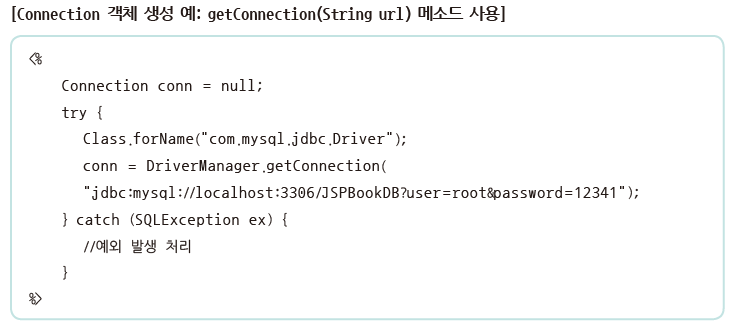 [Connection 객체 생성 예: getConnection(String url) 메소드 사용]
<%
Connection conn = null;
try {
Class.forName("com.mysql.jdbc.Driver");
conn = DriverManager.getConnection(
"jdbc:mysql://localhost:3306/JSPBookDB?user=root&password=12341");
} catch (SQLException ex) {
//예외 발생 처리
}
%>